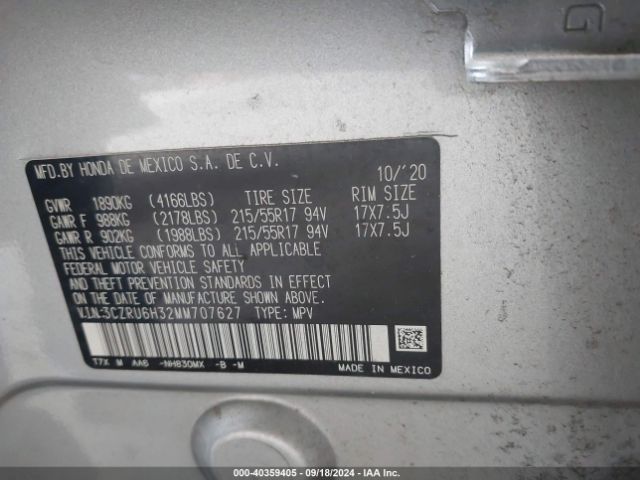 G
MFD.BY HONDA DE MEXICO S.A. DE C.V. 10/'20
GVWR 1890KG (4166LBS) TIRE SIZE RIM SIZE
GAWR F 988KG (2178LBS) 215/55R17 94V 17X7.5J
GAWR R 902KG (1988LBS) 215/55R17 94V 17X7.5J
THIS VEHICLE CONFORMS TO ALL APPLICABLE
FEDERAL MOTOR VEHICLE SAFETY
AND THEFT PREVENTION STANDARDS IN EFFECT
ON THE DATE OF MANUFACTURE SHOWN ABOVE.
V.I.N:3CZRU6H32MM707627 TYPE: MPV
T7X M AA6 -NH830MX -B -M
MADE IN MEXICO
000-40359405 - 09/18/2024 - IAA Inc.